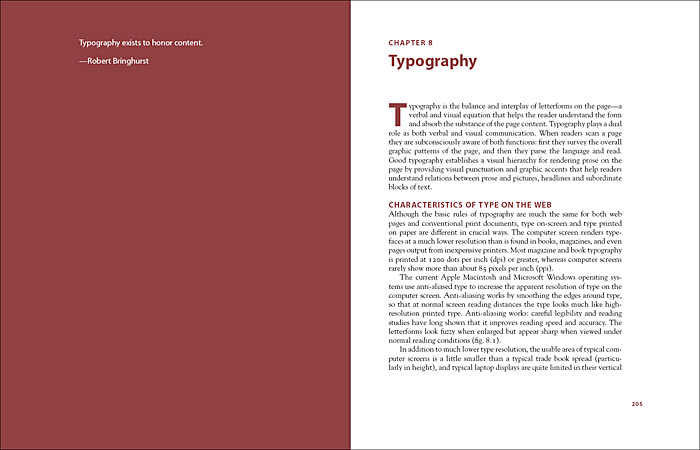 Typography exists to honor content.
—Robert Bringhurst
CHAPTER 8
Typography
Typography is the balance and interplay of letterforms on the page—a
verbal and visual equation that helps the reader understand the form
and absorb the substance of the page content. Typography plays a dual
role as both verbal and visual communication. When readers scan a page
they are subconsciously aware of both functions: first they survey the overall
graphic patterns of the page, and then they parse the language and read.
Good typography establishes a visual hierarchy for rendering prose on the
page by providing visual punctuation and graphic accents that help readers
understand relations between prose and pictures, headlines and subordinate
blocks of text.
CHARACTERISTICS OF TYPE ON THE WEB
Although the basic rules of typography are much the same for both web
pages and conventional print documents, type on-screen and type printed
on paper are different in crucial ways. The computer screen renders type-
faces at a much lower resolution than is found in books, magazines, and even
pages output from inexpensive printers. Most magazine and book typography
is printed at 1200 dots per inch (dpi) or greater, whereas computer screens
rarely show more than about 85 pixels per inch (ppi).
The current Apple Macintosh and Microsoft Windows operating sys-
tems use anti-aliased type to increase the apparent resolution of type on the
computer screen. Anti-aliasing works by smoothing the edges around type,
so that at normal screen reading distances the type looks much like high-
resolution printed type. Anti-aliasing works: careful legibility and reading
studies have long shown that it improves reading speed and accuracy. The
letterforms look fuzzy when enlarged but appear sharp when viewed under
normal reading conditions (fig. 8.1).
In addition to much lower type resolution, the usable area of typical com-
puter screens is a little smaller than a typical trade book spread (particu-
larly in height), and typical laptop displays are quite limited in their vertical
205